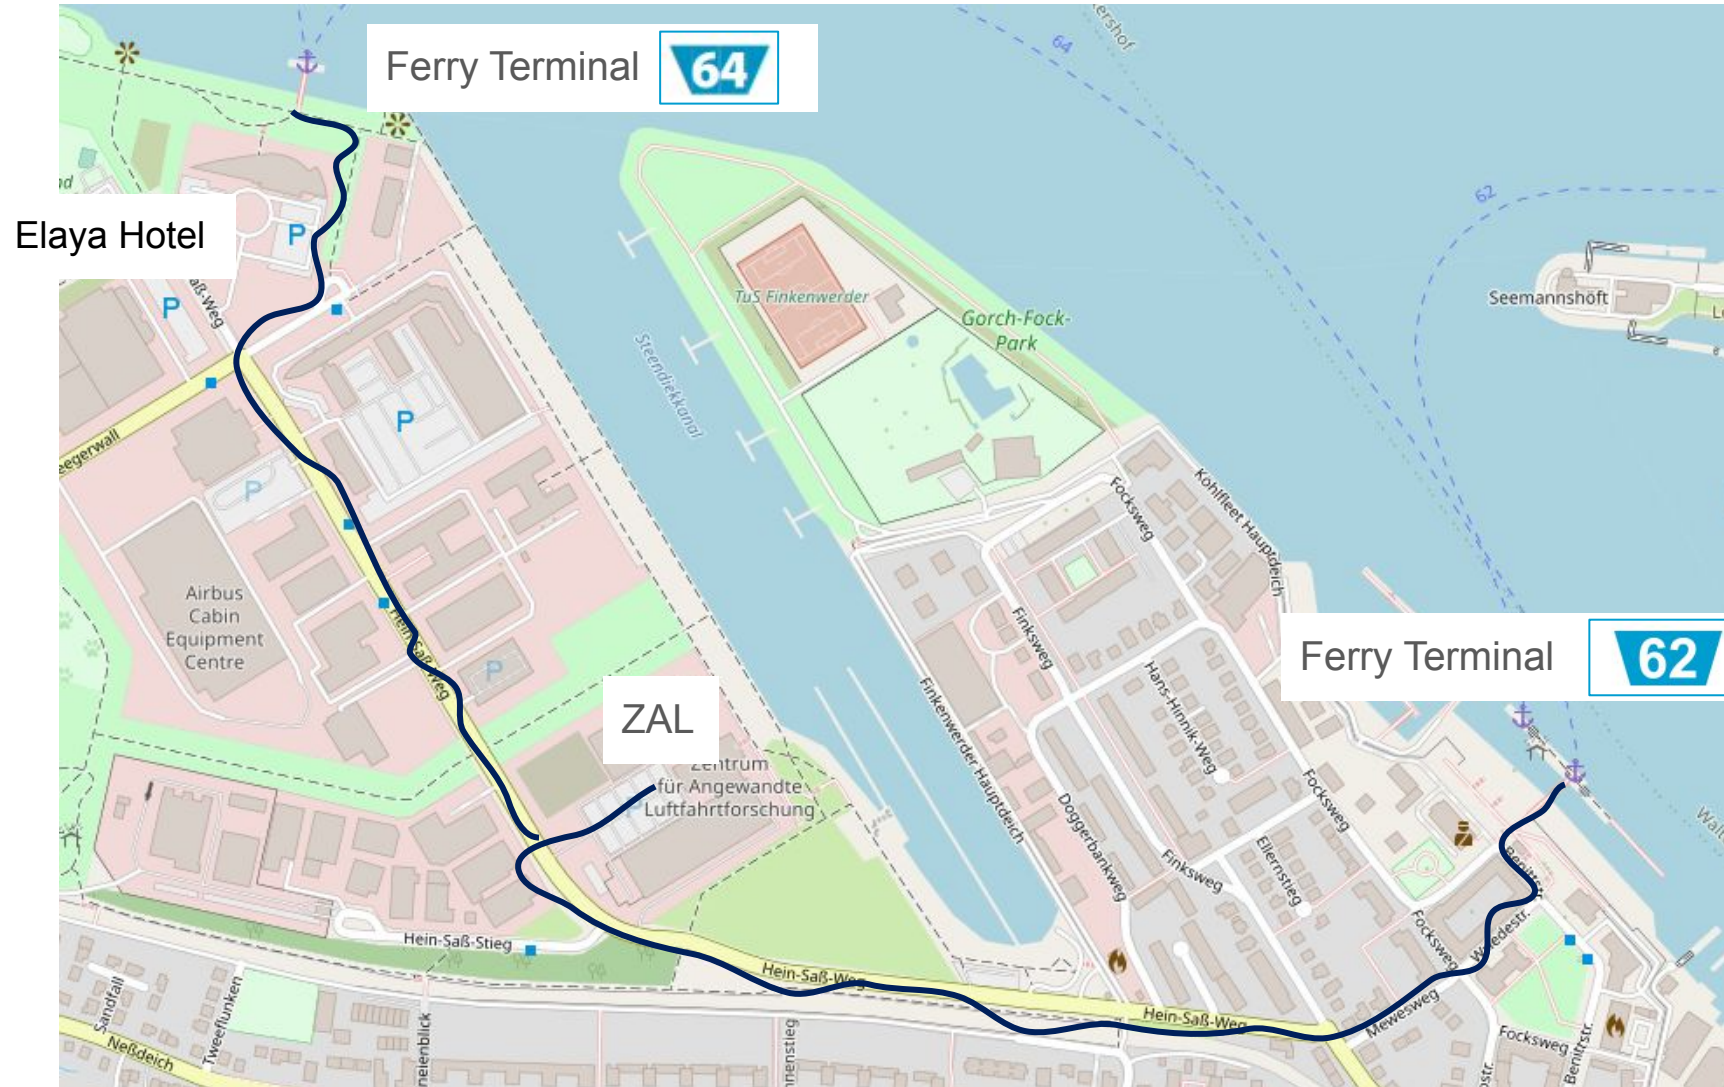 Ferry Terminal 64
64
62
Elaya Hotel
P
P
P
P
P
TuS Finkenwerder
Gorch-Fock-
Park
Steendiekkanal
Seemannshöft
Airbus
Cabin
Equipment
Centre
Hein-Saß-Weg
ZAL
Zentrum
für Angewandte
Luftfahrtforschung
Focksweg
Kohlfleet Hauptdeich
Finksweg
Finkenwerder Hauptdeich
Hans-Hinnik-Weg
Doggerbankweg
Finksweg
Ellernstieg
Focksweg
Focksweg
Ferry Terminal 62
Benittstr.
Hein-Saß-Stieg
Hein-Saß-Weg
Hein-Saß-Weg
Mewesweg
Focksweg
Benittstr.
Sandfall
Tweeflunken
Neßdeich